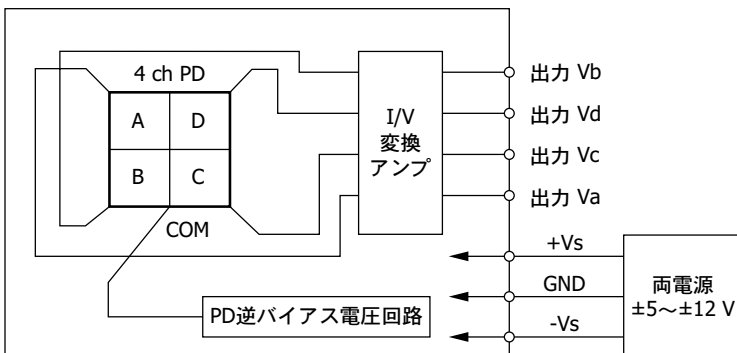 4 ch PD
A
D
B
C
COM
I/V
変換
アンプ
出力 Vb
出力 Vd
出力 Vc
出力 Va
+Vs
GND
-Vs
両電源
±5～±12 V
PD逆バイアス電圧回路